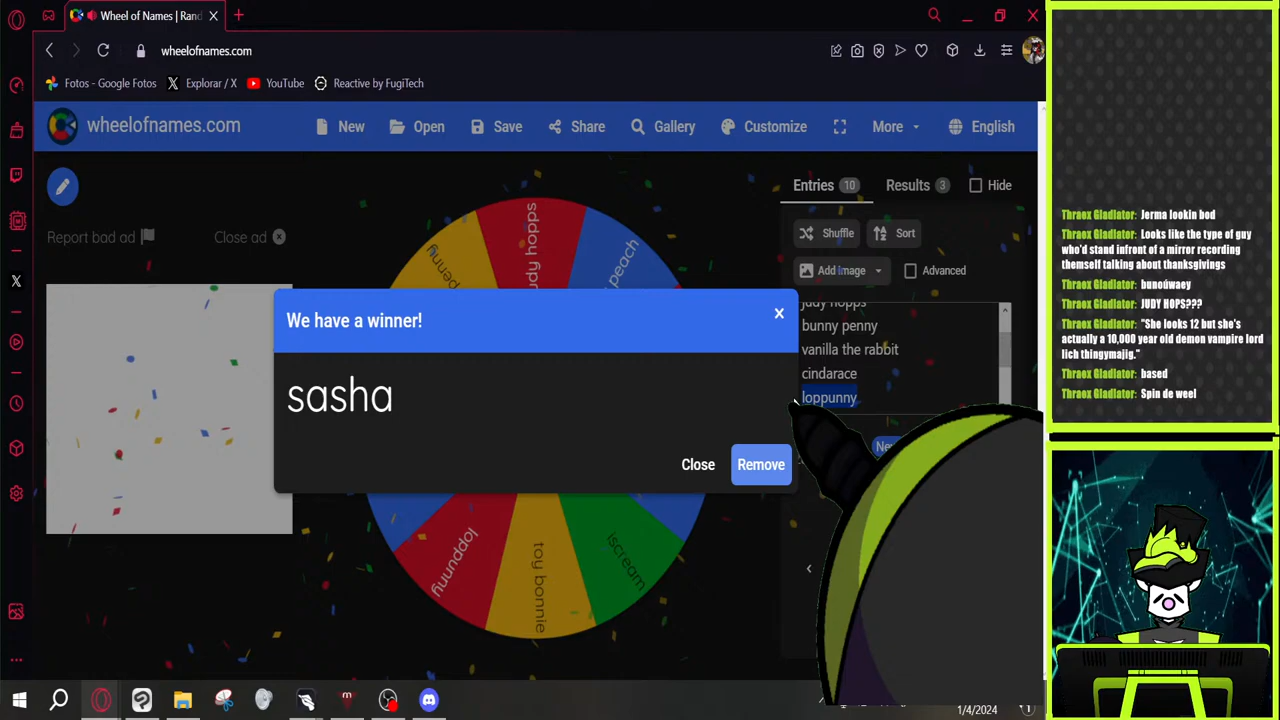 Wheel of Names | Rand
wheelofnames.com
Fotos - Google Fotos
Explorar / X
YouTube
Reactive by FugiTech
wheelofnames.com
New
Open
Save
Share
Gallery
Customize
More
English
Report bad ad
Close ad
Entries 10
Results 3
Hide
Shuffle
Sort
Add image
Advanced
judy hopps
bunny penny
vanilla the rabbit
cindarace
loppunny
penny
judy hopps
peach
loppunny
toy bonnie
iscream
We have a winner!
sasha
Close
Remove
1/4/2024
Thraex Gladiator: Jerma lookin bod
Thraex Gladiator: Looks like the type of guy
who'd stand infront of a mirror recording
themself talking about thanksgivings
Thraex Gladiator: bunoúwaey
Thraex Gladiator: JUDY HOPS???
Thraex Gladiator: "She looks 12 but she's
actually a 10,000 year old demon vampire lord
lich thingymajig."
Thraex Gladiator: based
Thraex Gladiator: Spin de weel